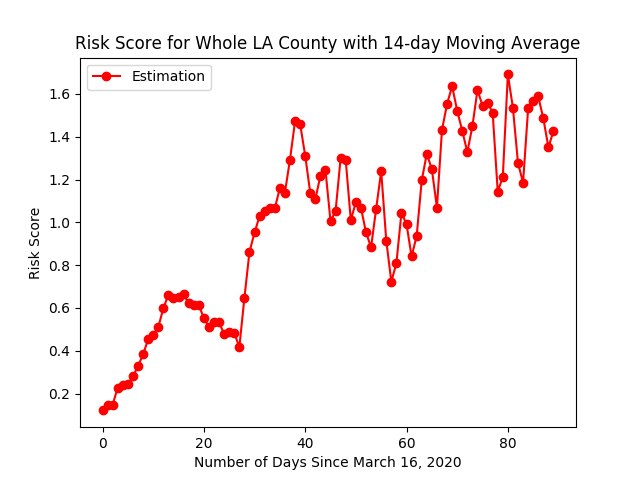 Risk Score for Whole LA County with 14-day Moving Average
Estimation
1.6
1.4
1.2
1.0
0.8
0.6
0.4
0.2
Risk Score
0 20 40 60 80
Number of Days Since March 16, 2020